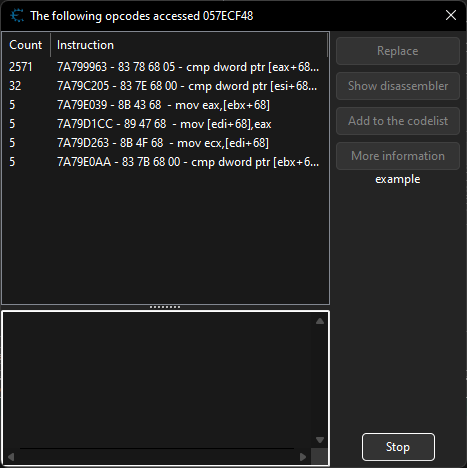 The following opcodes accessed 057ECF48
Count Instruction
2571 7A799963 - 83 78 68 05 - cmp dword ptr [eax+68...
32 7A79C205 - 83 7E 68 00 - cmp dword ptr [esi+68...
5 7A79E039 - 8B 43 68 - mov eax,[ebx+68]
5 7A79D1CC - 89 47 68 - mov [edi+68],eax
5 7A79D263 - 8B 4F 68 - mov ecx,[edi+68]
5 7A79E0AA - 83 7B 68 00 - cmp dword ptr [ebx+6...
Replace
Show disassembler
Add to the codelist
More information
example
Stop